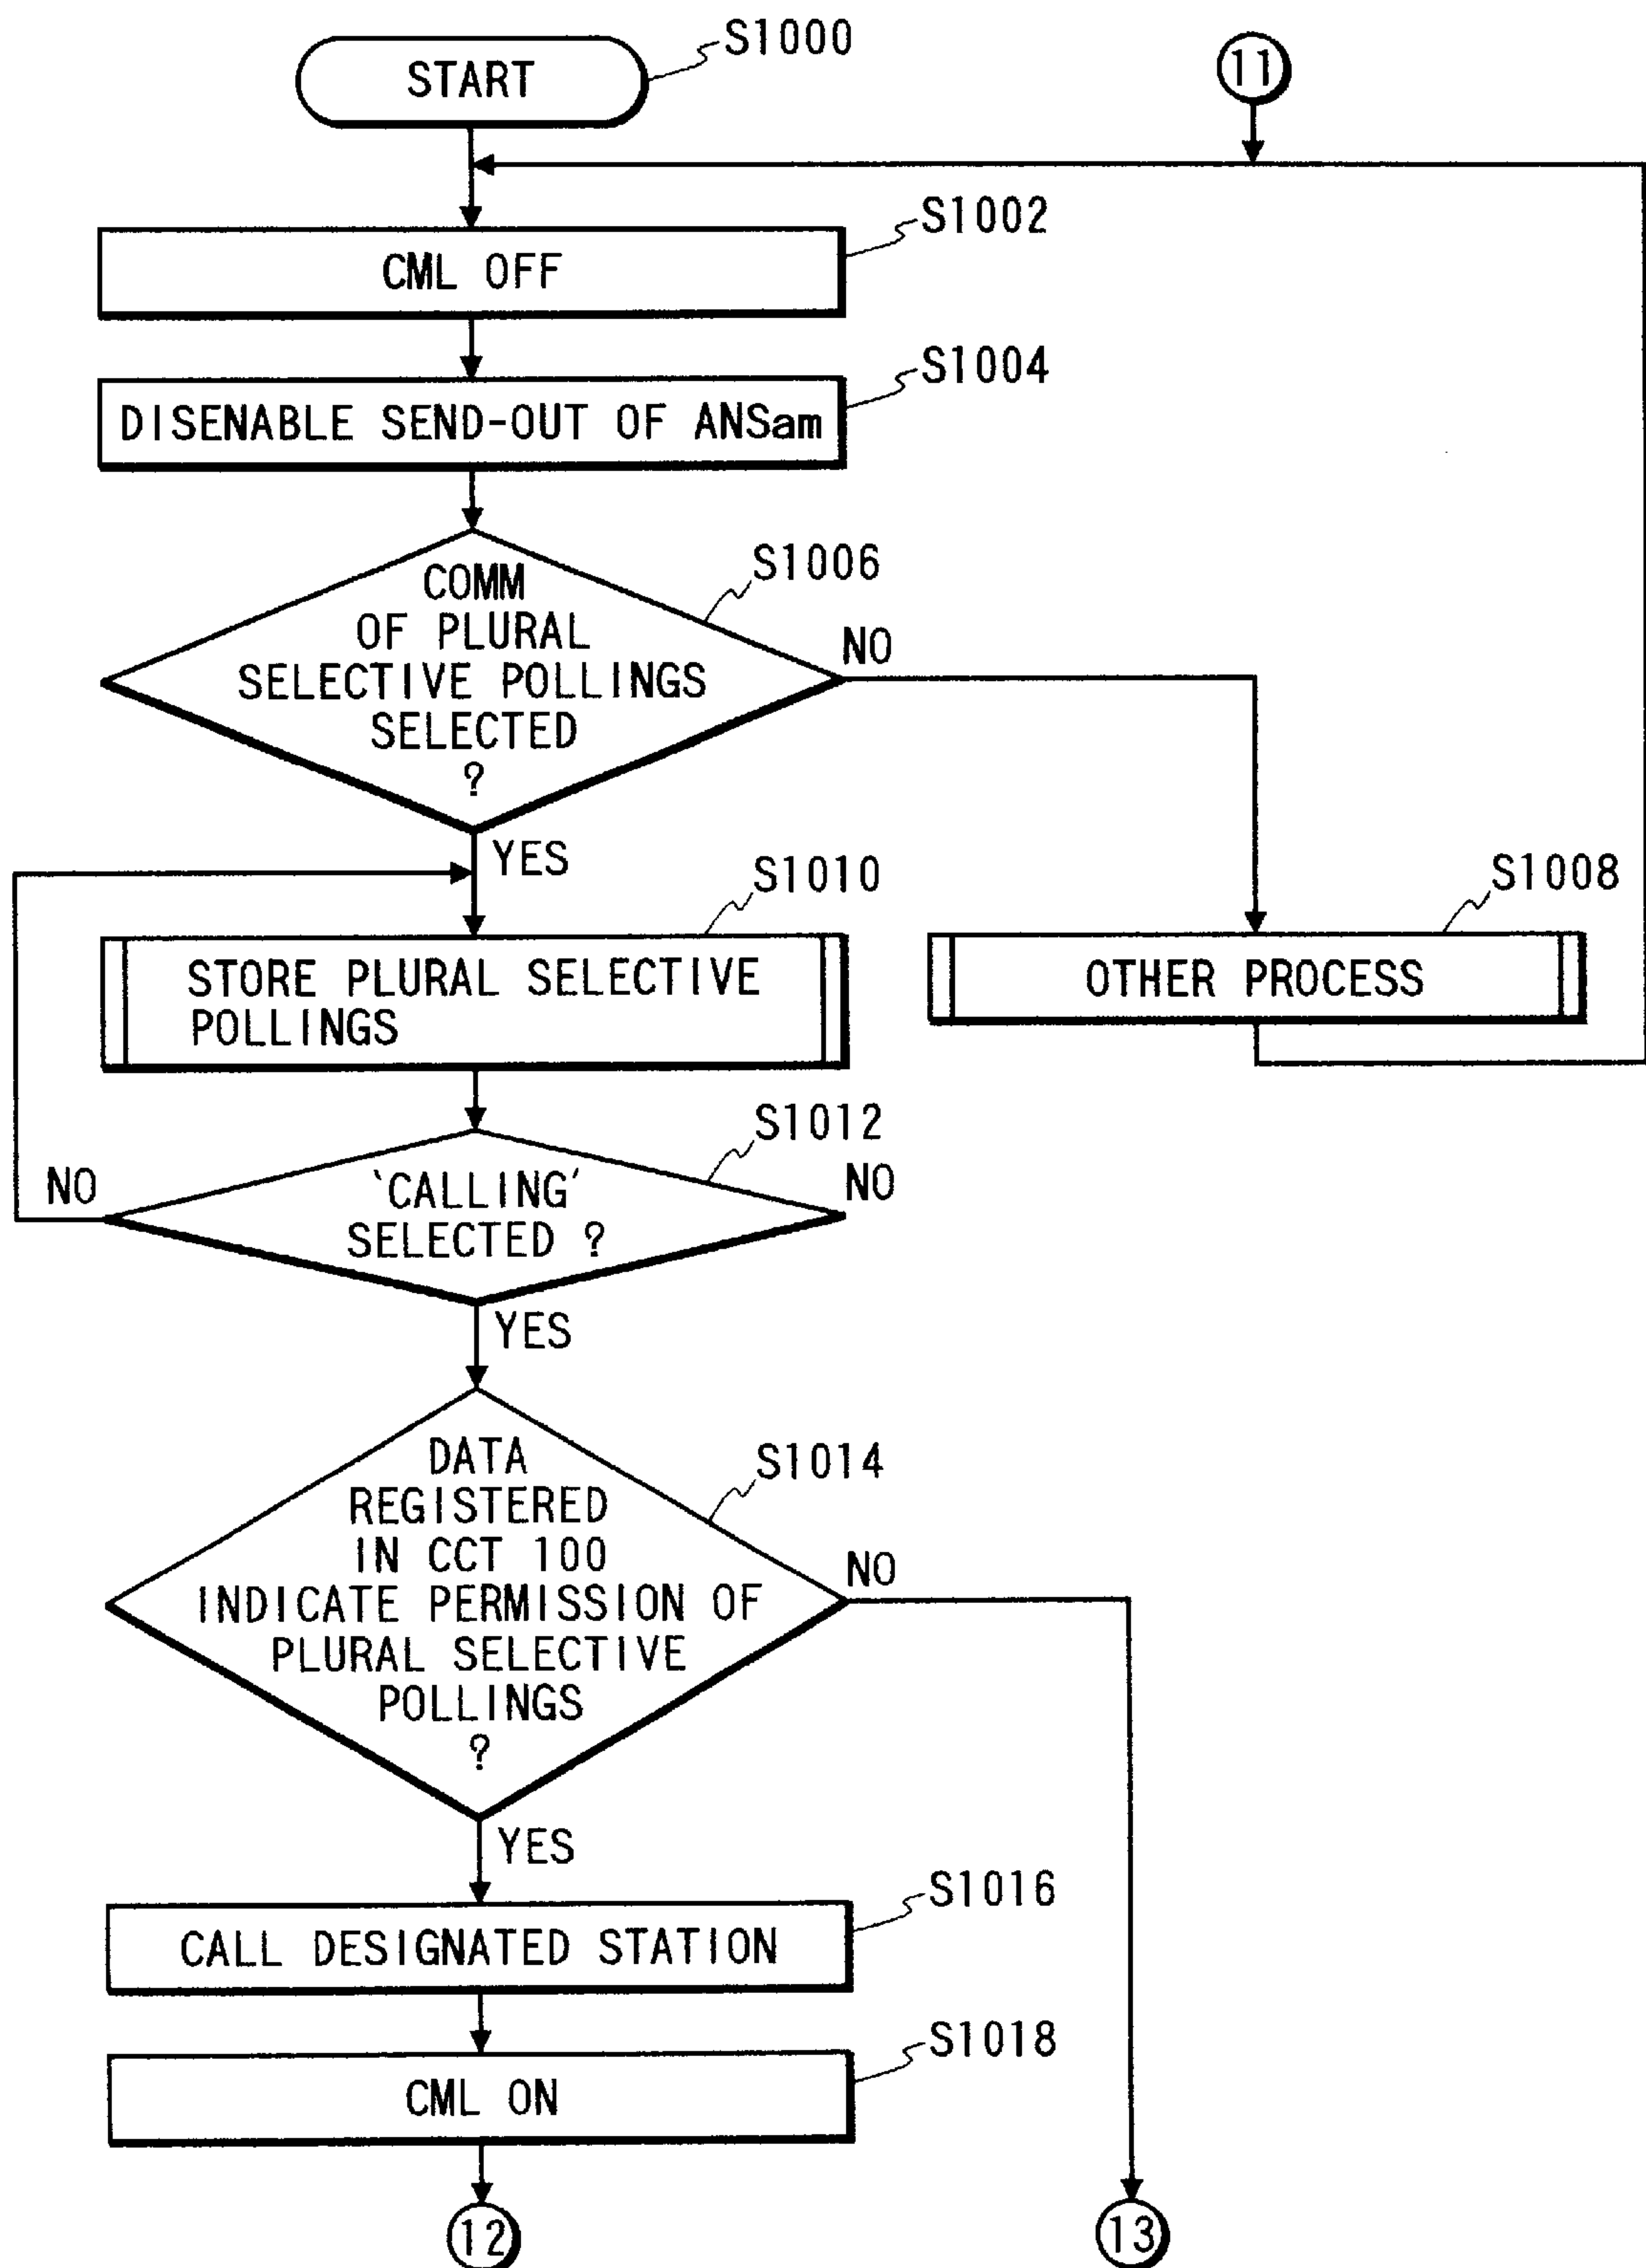 START
S1000
11
CML OFF
S1002
DISENABLE SEND-OUT OF ANSam
S1004
COMM
OF PLURAL
SELECTIVE POLLINGS
SELECTED
?
S1006
NO
YES
STORE PLURAL SELECTIVE
POLLINGS
S1010
OTHER PROCESS
S1008
'CALLING'
SELECTED ?
S1012
NO
NO
YES
DATA
REGISTERED
IN CCT 100
INDICATE PERMISSION OF
PLURAL SELECTIVE
POLLINGS
?
S1014
NO
YES
CALL DESIGNATED STATION
S1016
CML ON
S1018
12
13